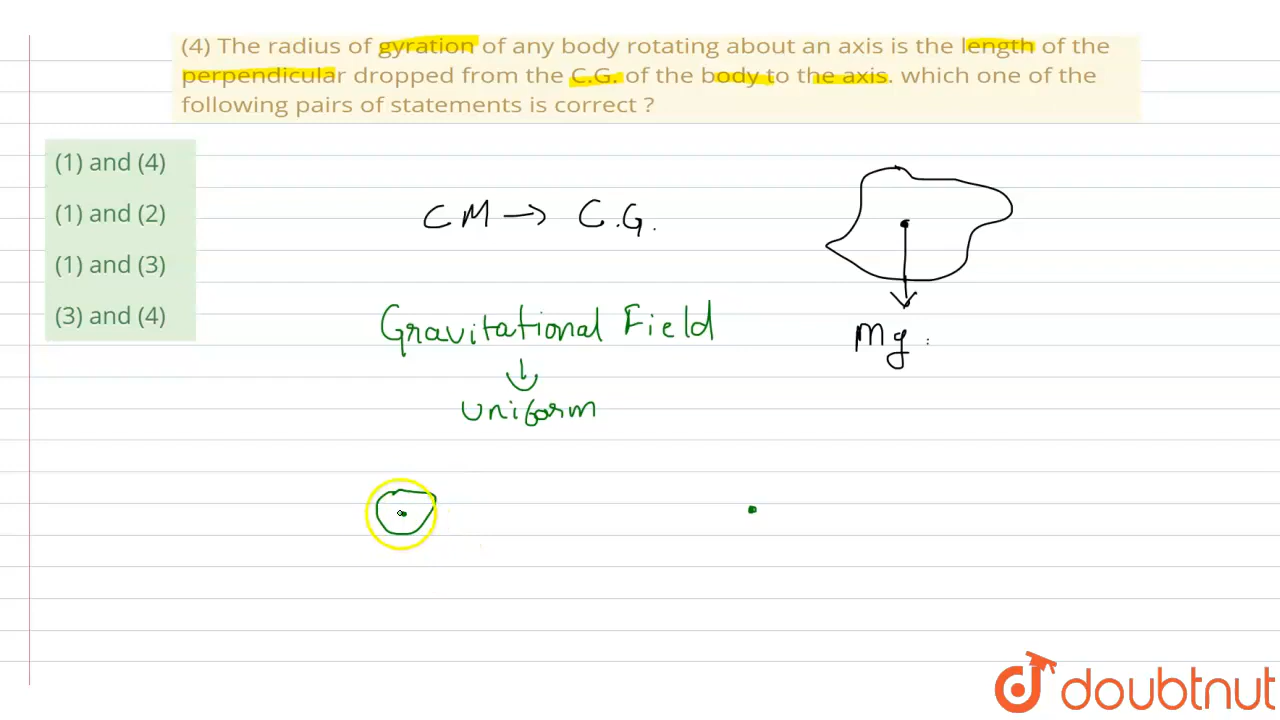 (4) The radius of gyration of any body rotating about an axis is the length of the
perpendicular dropped from the C.G. of the body to the axis. which one of the
following pairs of statements is correct ?
(1) and (4)
(1) and (2)
(1) and (3)
(3) and (4)
CM → C.G.
Gravitational Field
↓
uniform
Mg
doubtnut